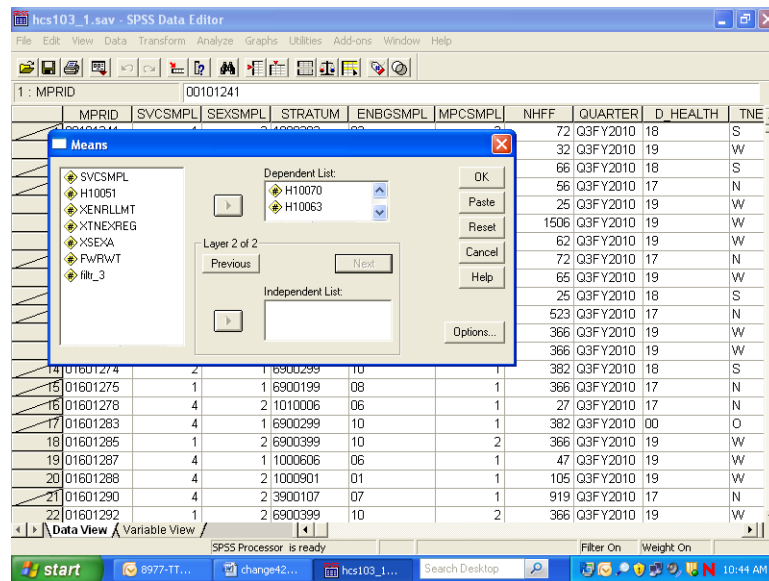 hcs103_1.sav - SPSS Data Editor
File Edit View Data Transform Analyze Graphs Utilities Add-ons Window Help
1 : MPRID 00101241
MPRID SVCSMPL SEXSMPL STRATUM ENBGSMPL MPCSMPL NHFF QUARTER D_HEALTH TNE
72 Q3FY2010 18 S
Means
32 Q3FY2010 19 W
SVCSMPL
H10051
XENRLLMT
XTNEXREG
XSEXA
FWRWT
filtr_3
Dependent List:
H10070
H10063
Layer 2 of 2
Previous Next
Independent List:
OK
Paste
Reset
Cancel
Help
Options...
66 Q3FY2010 18 S
56 Q3FY2010 17 N
25 Q3FY2010 19 W
1506 Q3FY2010 19 W
62 Q3FY2010 19 W
72 Q3FY2010 17 N
65 Q3FY2010 19 W
25 Q3FY2010 18 S
523 Q3FY2010 17 N
366 Q3FY2010 19 W
366 Q3FY2010 19 W
14 01601274 2 1 6900299 10 1 382 Q3FY2010 18 S
15 01601275 1 1 6900199 08 1 366 Q3FY2010 17 N
16 01601278 4 2 1010006 06 1 27 Q3FY2010 17 N
17 01601283 4 1 6900299 10 1 382 Q3FY2010 00 O
18 01601285 1 2 6900399 10 2 366 Q3FY2010 19 W
19 01601287 4 1 1000606 06 1 47 Q3FY2010 19 W
20 01601288 4 2 1000901 01 1 105 Q3FY2010 19 W
21 01601290 4 2 3900107 07 1 919 Q3FY2010 17 N
22 01601292 1 2 6900399 10 2 366 Q3FY2010 19 W
Data View Variable View
SPSS Processor is ready Filter On Weight On
start 8977-TT... change42... hcs103_1... Search Desktop N 10:44 AM